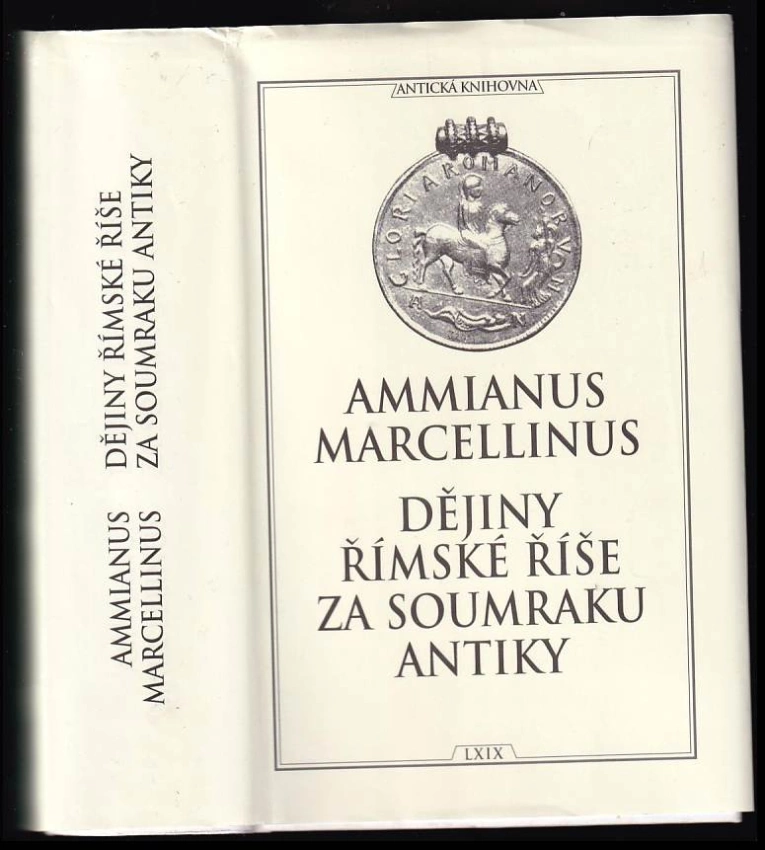 DĚJINY ŘÍMSKÉ ŘÍŠE
ZA SOUMRAKU ANTIKY
AMMIANUS
MARCELLINUS
ANTICKÁ KNIHOVNA
GLORIA ROMANORVM
AN
AMMIANUS
MARCELLINUS
DĚJINY
ŘÍMSKÉ ŘÍŠE
ZA SOUMRAKU
ANTIKY
LXIX